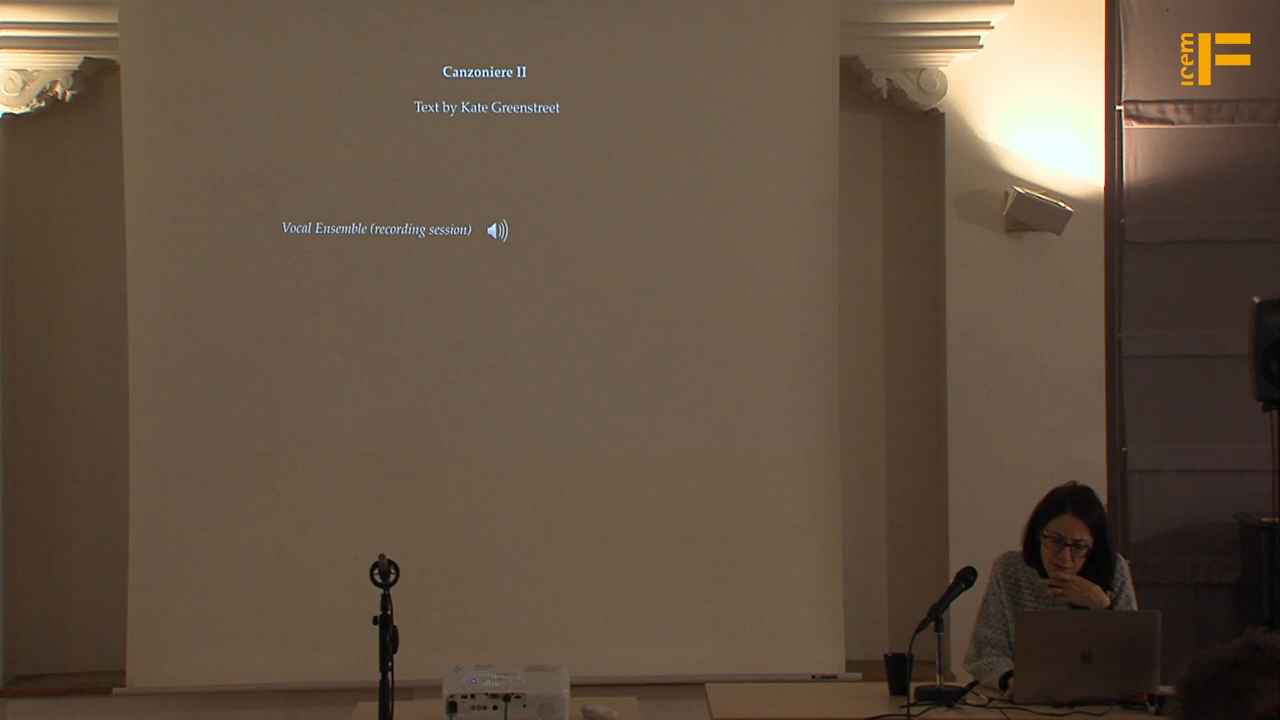 Canzoniere II
Text by Kate Greenstreet
Vocal Ensemble (recording session)
icem
F